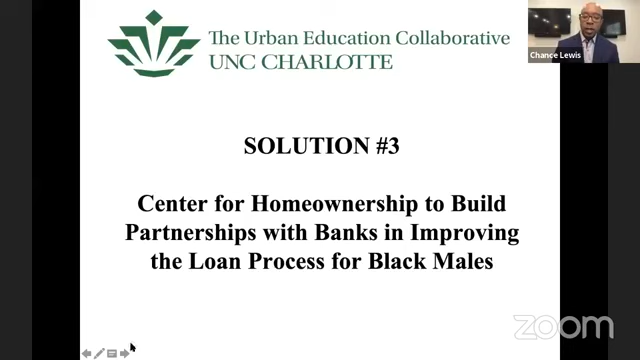 The Urban Education Collaborative
UNC CHARLOTTE
Chance Lewis
SOLUTION #3
Center for Homeownership to Build
Partnerships with Banks in Improving
the Loan Process for Black Males
zoom